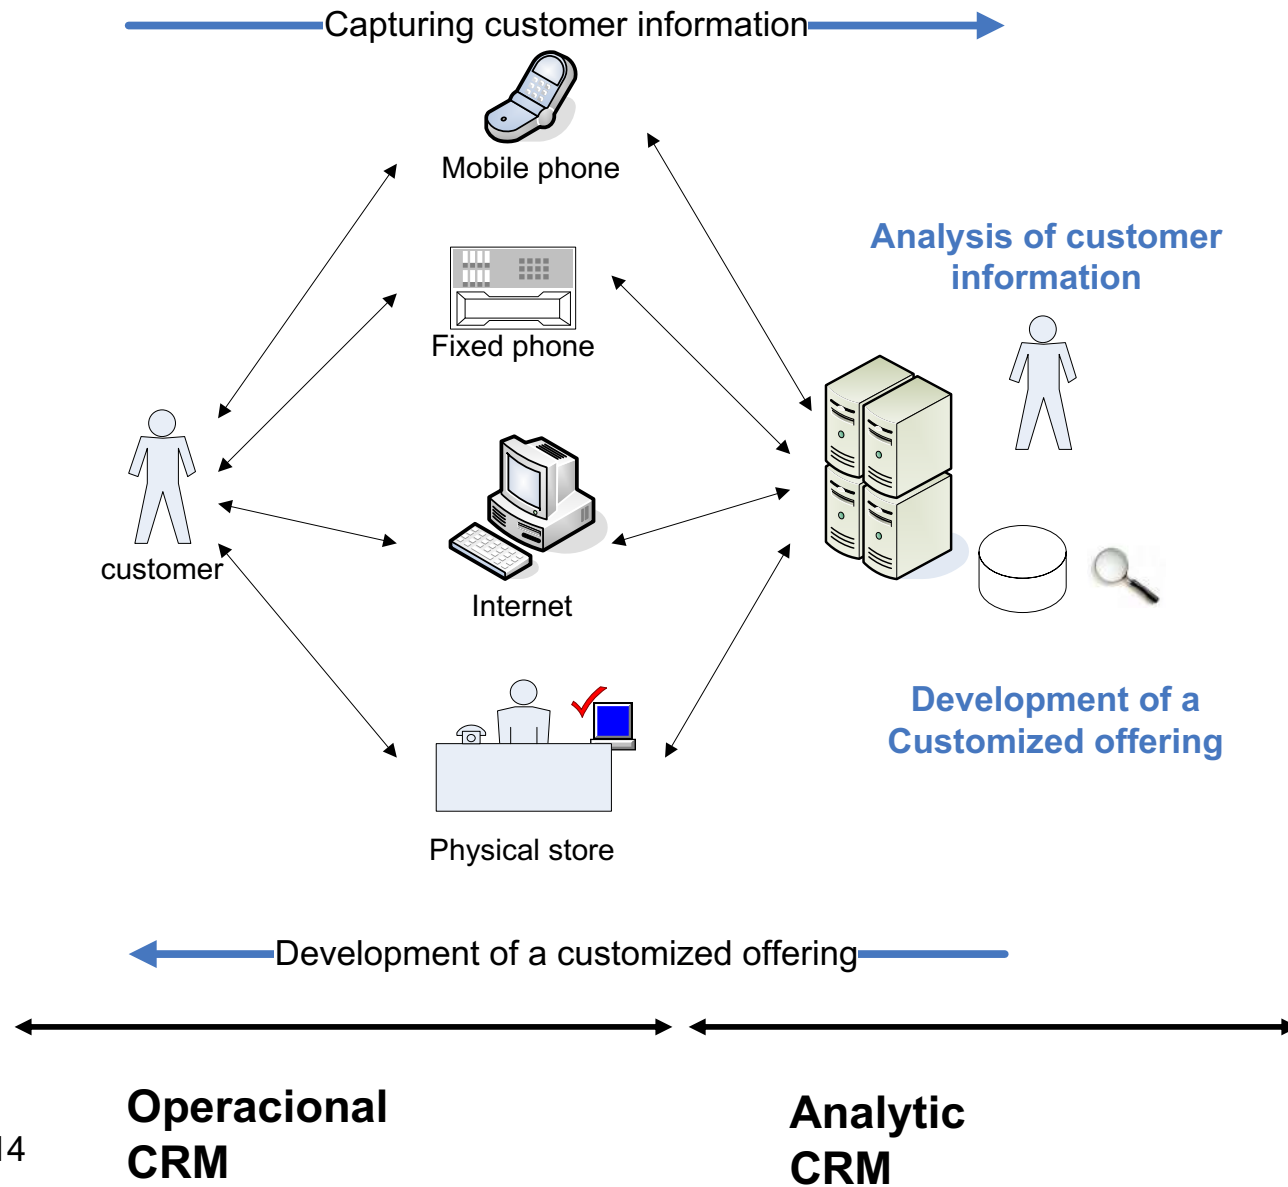 Capturing customer information
Mobile phone
Analysis of customer
information
Fixed phone
customer
Internet
Development of a
Customized offering
Physical store
Development of a customized offering
Operacional
CRM
Analytic
CRM
14